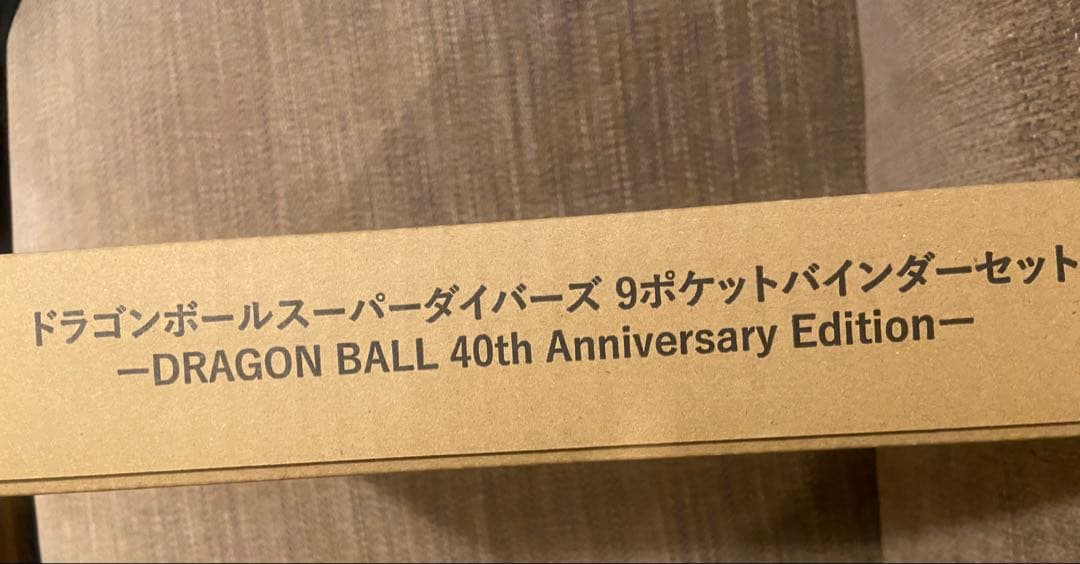 ドラゴンボールスーパーダイバーズ 9ポケットバインダーセット
ーDRAGON BALL 40th Anniversary Editionー